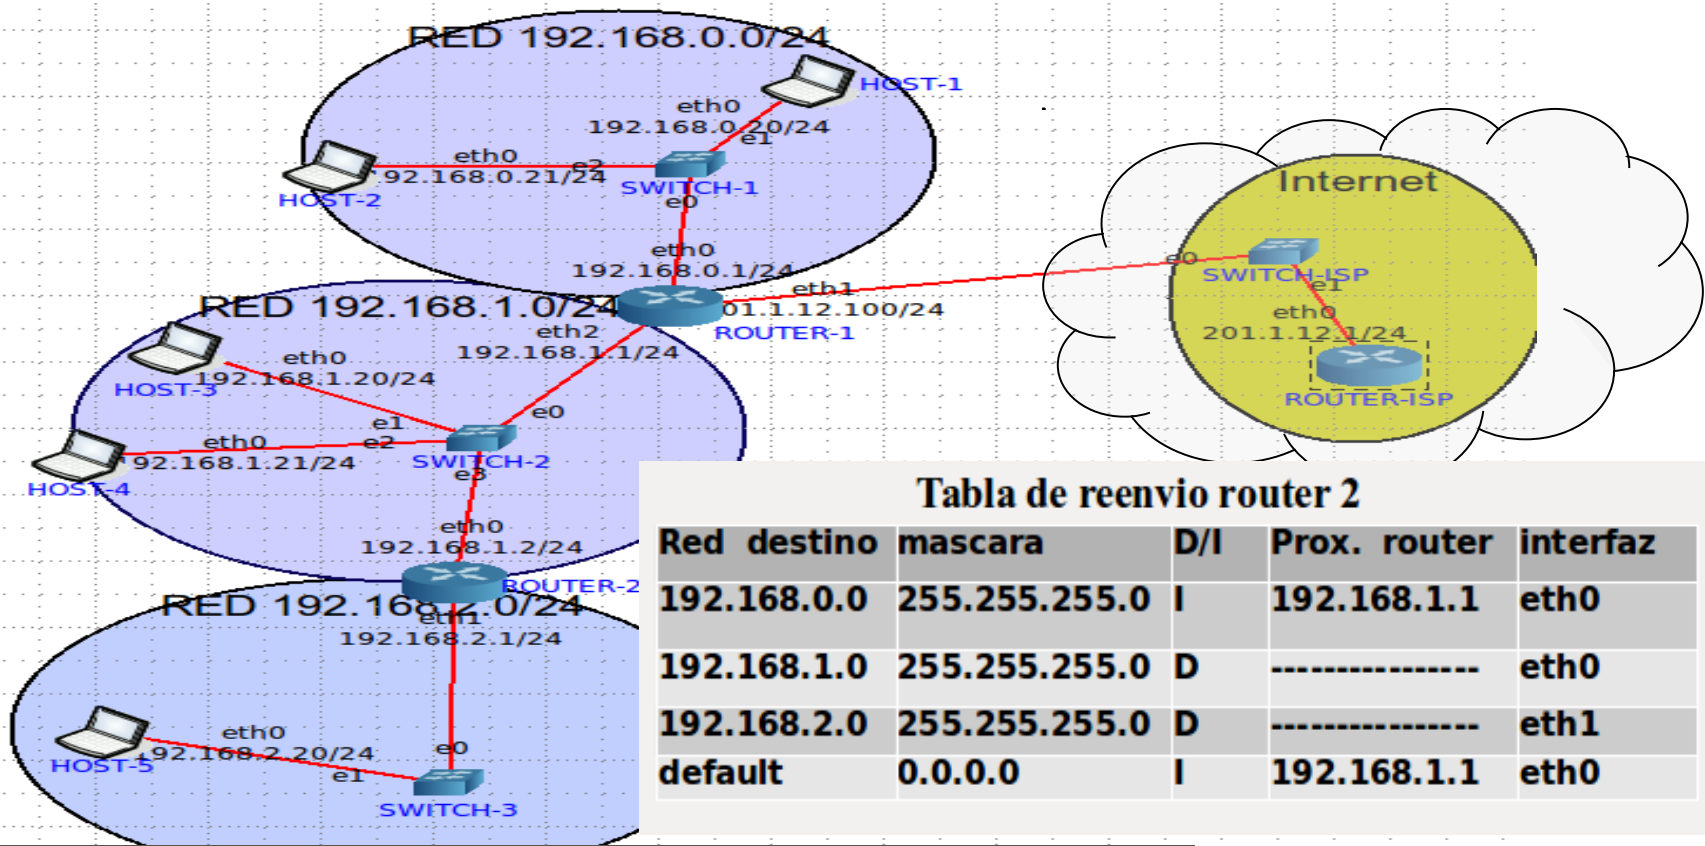 RED 192.168.0.0/24
HOST-1
eth0
192.168.0.20/24
e1
eth0
e2
92.168.0.21/24
HOST-2
SWITCH-1
e0
eth0
192.168.0.1/24
Internet
e0
SWITCH-ISP
e1
eth0
201.1.12.1/24
ROUTER-ISP
RED 192.168.1.0/24
eth1
01.1.12.100/24
ROUTER-1
eth2
192.168.1.1/24
eth0
192.168.1.20/24
HOST-3
e1
e0
eth0
e2
92.168.1.21/24
SWITCH-2
HOST-4
e3
eth0
192.168.1.2/24
ROUTER-2
RED 192.168.2.0/24
eth1
192.168.2.1/24
eth0
92.168.2.20/24
HOST-5
e1
e0
SWITCH-3
Tabla de reenvio router 2
Red destino mascara D/I Prox. router interfaz
192.168.0.0 255.255.255.0 I 192.168.1.1 eth0
192.168.1.0 255.255.255.0 D ---------------- eth0
192.168.2.0 255.255.255.0 D ---------------- eth1
default 0.0.0.0 I 192.168.1.1 eth0